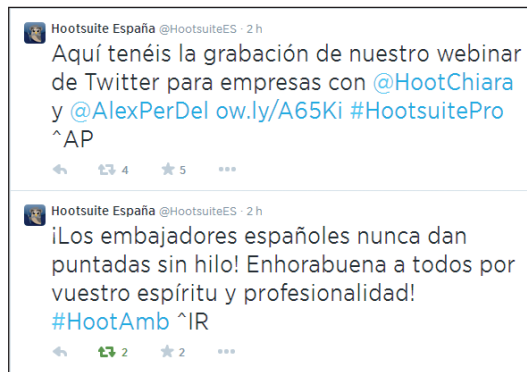 Hootsuite España @HootsuiteES · 2 h
Aquí tenéis la grabación de nuestro webinar
de Twitter para empresas con @HootChiara
y @AlexPerDel ow.ly/A65Ki #HootsuitePro
^AP
4 5
Hootsuite España @HootsuiteES · 2 h
¡Los embajadores españoles nunca dan
puntadas sin hilo! Enhorabuena a todos por
vuestro espíritu y profesionalidad!
#HootAmb ^IR
2 2